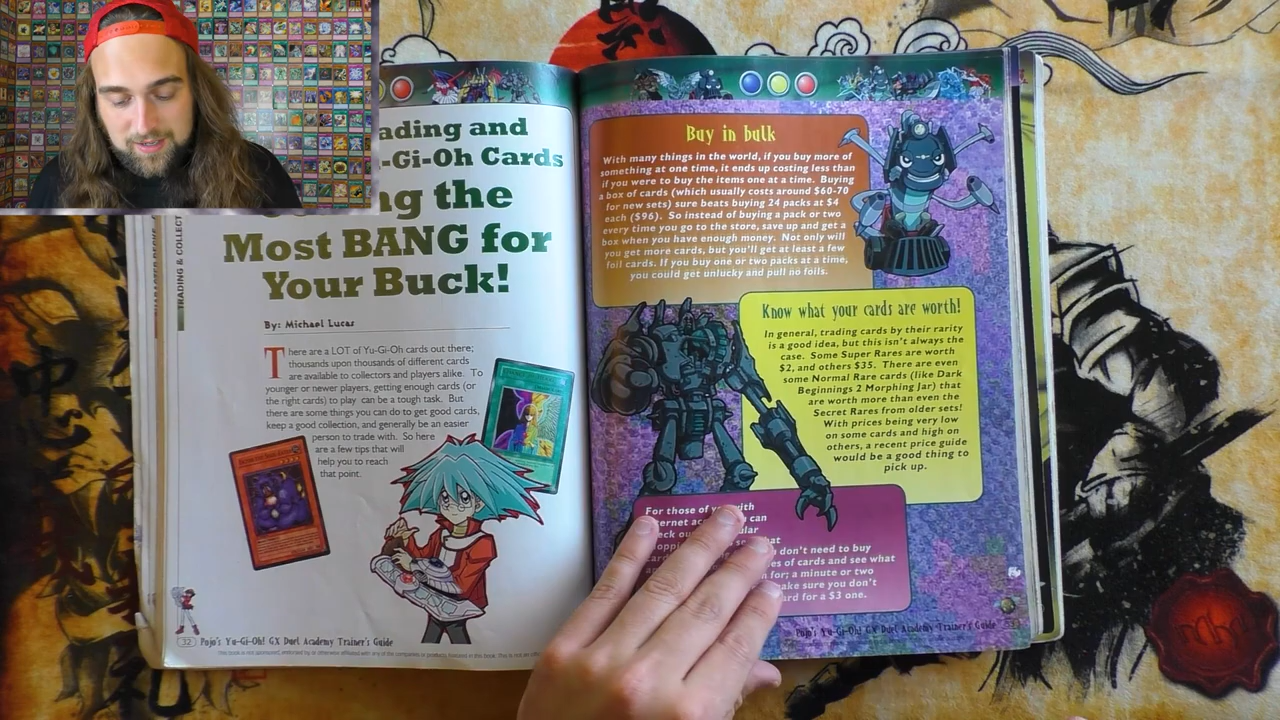 ading and
-Gi-Oh Cards
ng the
Most BANG for
Your Buck!
By: Michael Lucas
There are a LOT of Yu-Gi-Oh cards out there;
thousands upon thousands of different cards
are available to collectors and players alike. To
younger or newer players, getting enough cards (or
the right cards) to play can be a tough task. But
there are some things you can do to get good cards,
keep a good collection, and generally be an easier
person to trade with. So here
are a few tips that will
help you to reach
that point.
TRADING & COLLECT
32
Pojo's Yu-Gi-Oh! GX Duel Academy Trainer's Guide
Buy in bulk
With many things in the world, if you buy more of
something at one time, it ends up costing less than
if you were to buy the items one at a time. Buying
a box of cards (which usually costs around $60-70
for new sets) sure beats buying 24 packs at $4
each ($96). So instead of buying a pack or two
every time you go to the store, save up and get a
box when you have enough money. Not only will
you get more cards, but you'll get at least a few
foil cards. If you buy one or two packs at a time,
you could get unlucky and pull no foils.
Know what your cards are worth!
In general, trading cards by their rarity
is a good idea, but this isn't always the
case. Some Super Rares are worth
$2, and others $35. There are even
some Normal Rare cards (like Dark
Beginnings 2 Morphing Jar) that
are worth more than even the
Secret Rares from older sets!
With prices being very low
on some cards and high on
others, a recent price guide
would be a good thing to
pick up.
For those of you with
can
don't need to buy
es of cards and see what
for; a minute or two
make sure you don't
ard for a $3 one.
Pojo's Yu-Gi-Oh! GX Duel Academy Trainer's Guide